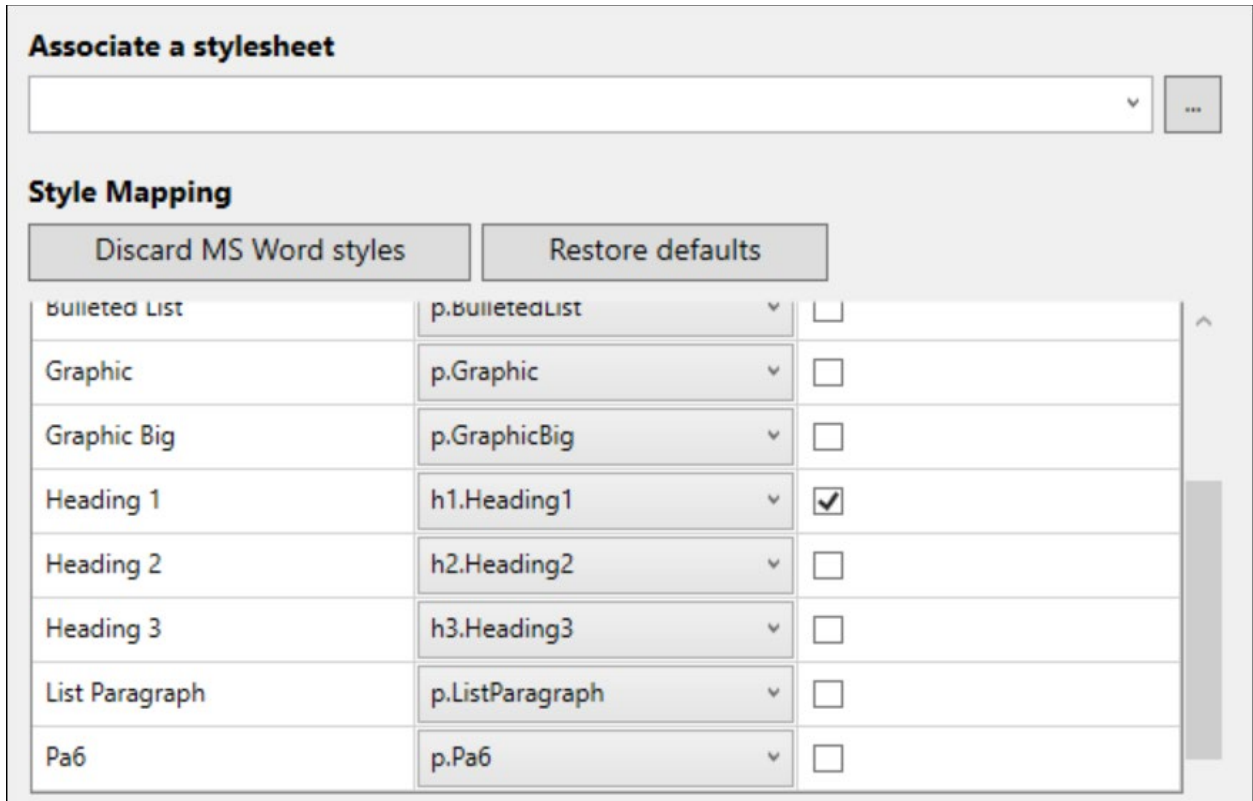 Associate a stylesheet
...
Style Mapping
Discard MS Word styles Restore defaults
Bulleted List p.BulletedList
Graphic p.Graphic
Graphic Big p.GraphicBig
Heading 1 h1.Heading1
Heading 2 h2.Heading2
Heading 3 h3.Heading3
List Paragraph p.ListParagraph
Pa6 p.Pa6